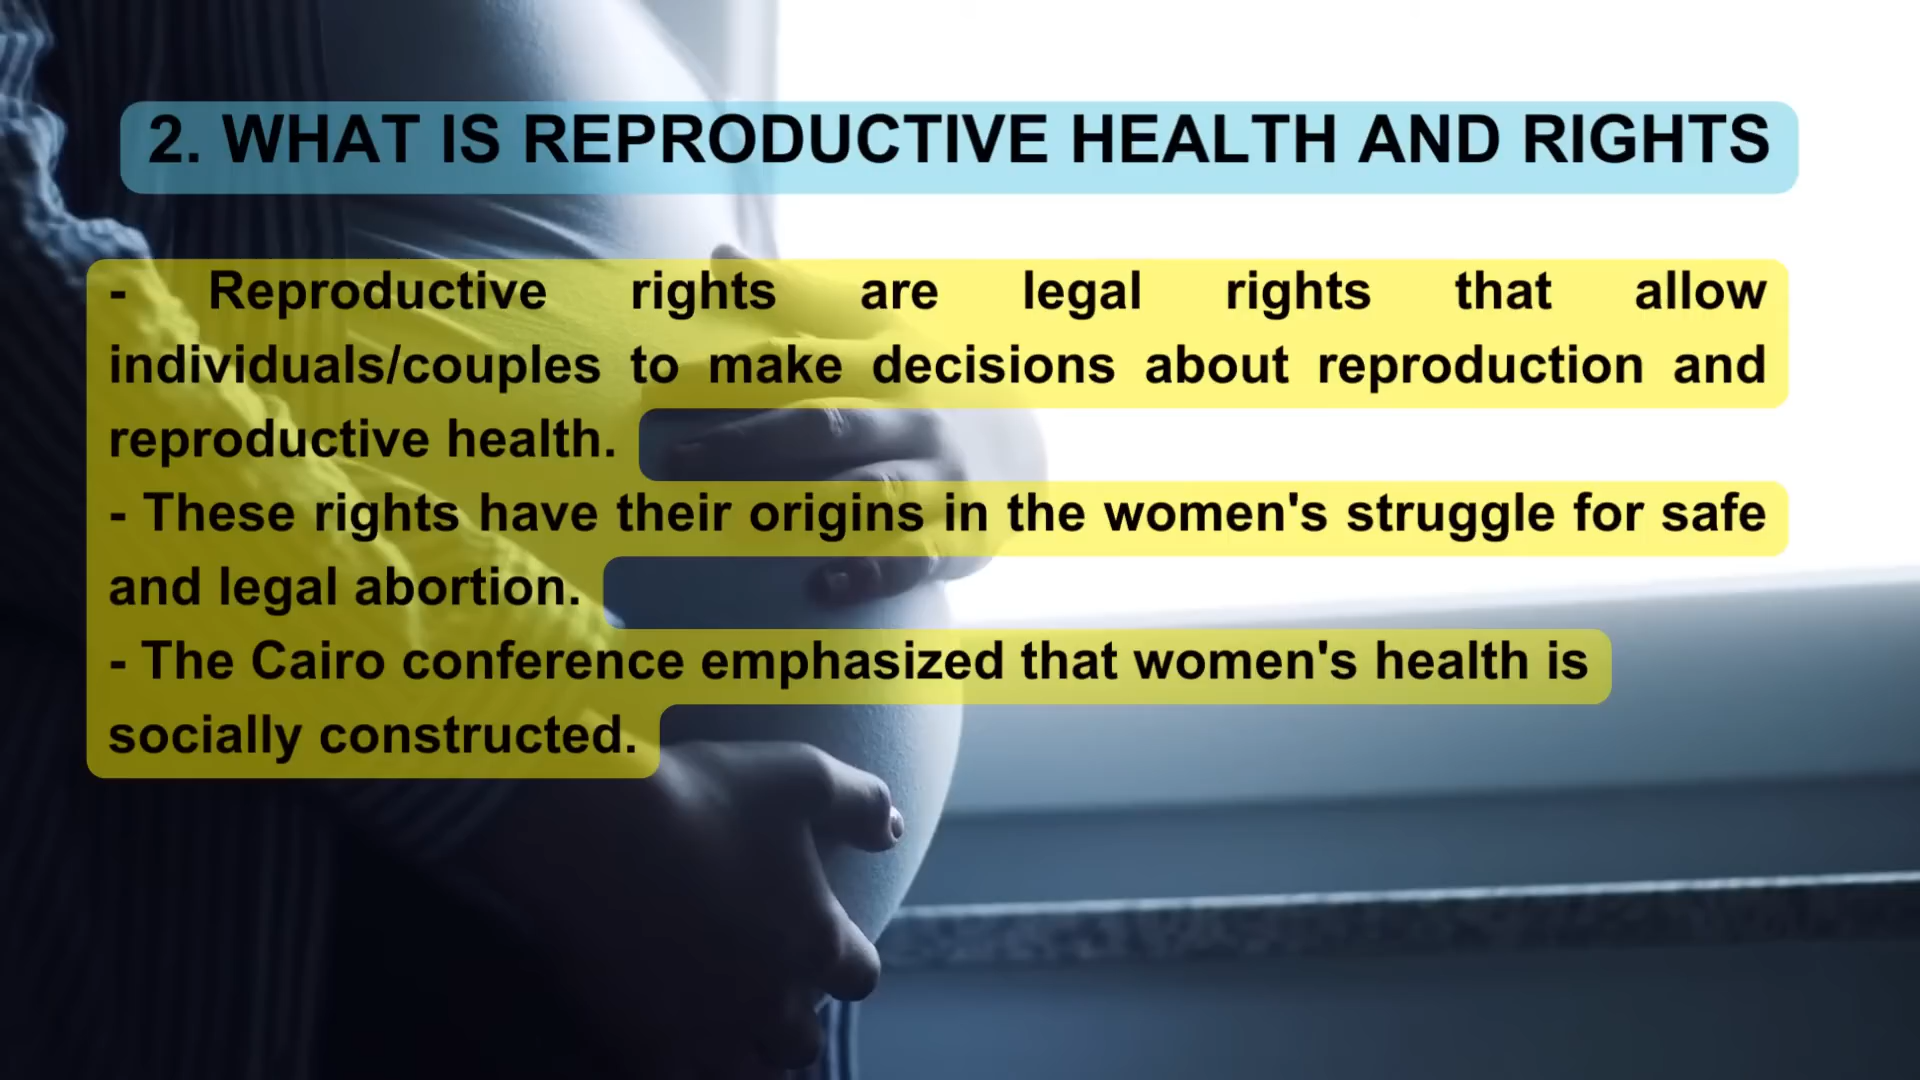 2. WHAT IS REPRODUCTIVE HEALTH AND RIGHTS
- Reproductive rights are legal rights that allow
individuals/couples to make decisions about reproduction and
reproductive health.
- These rights have their origins in the women's struggle for safe
and legal abortion.
- The Cairo conference emphasized that women's health is
socially constructed.